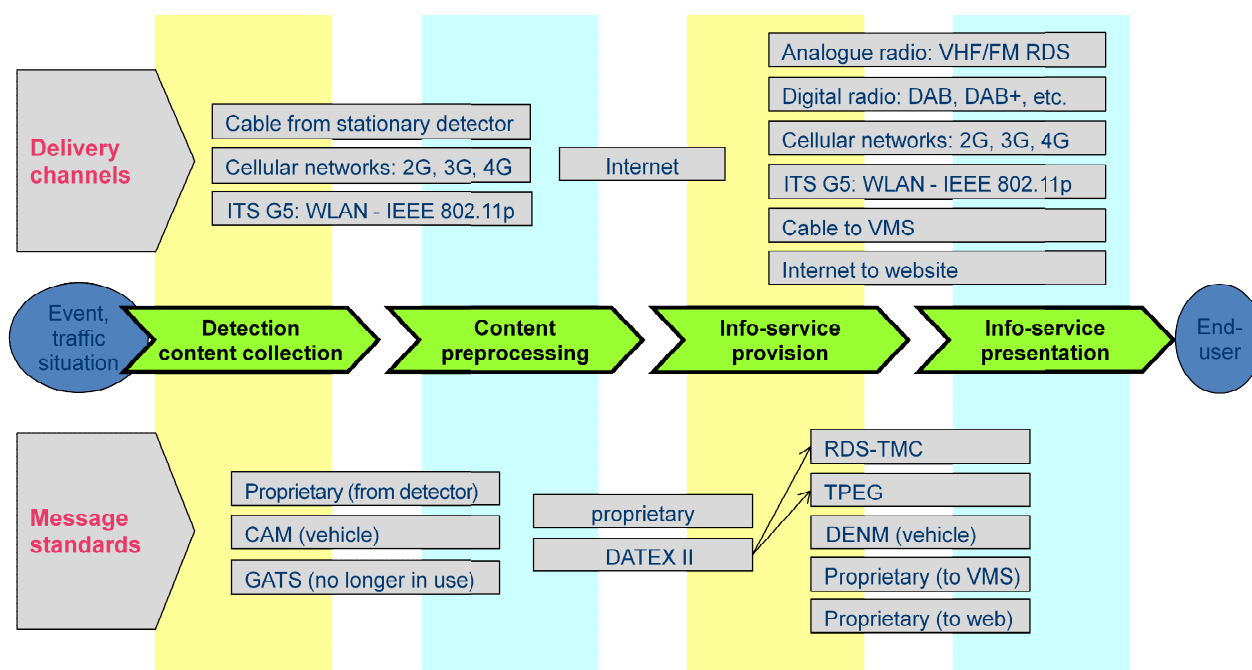 Delivery
channels
Cable from stationary detector
Cellular networks: 2G, 3G, 4G
ITS G5: WLAN - IEEE 802.11p
Internet
Analogue radio: VHF/FM RDS
Digital radio: DAB, DAB+, etc.
Cellular networks: 2G, 3G, 4G
ITS G5: WLAN - IEEE 802.11p
Cable to VMS
Internet to website
Event,
traffic
situation
Detection
content collection
Content
preprocessing
Info-service
provision
Info-service
presentation
End-
user
Message
standards
Proprietary (from detector)
CAM (vehicle)
GATS (no longer in use)
proprietary
DATEX II
RDS-TMC
TPEG
DENM (vehicle)
Proprietary (to VMS)
Proprietary (to web)